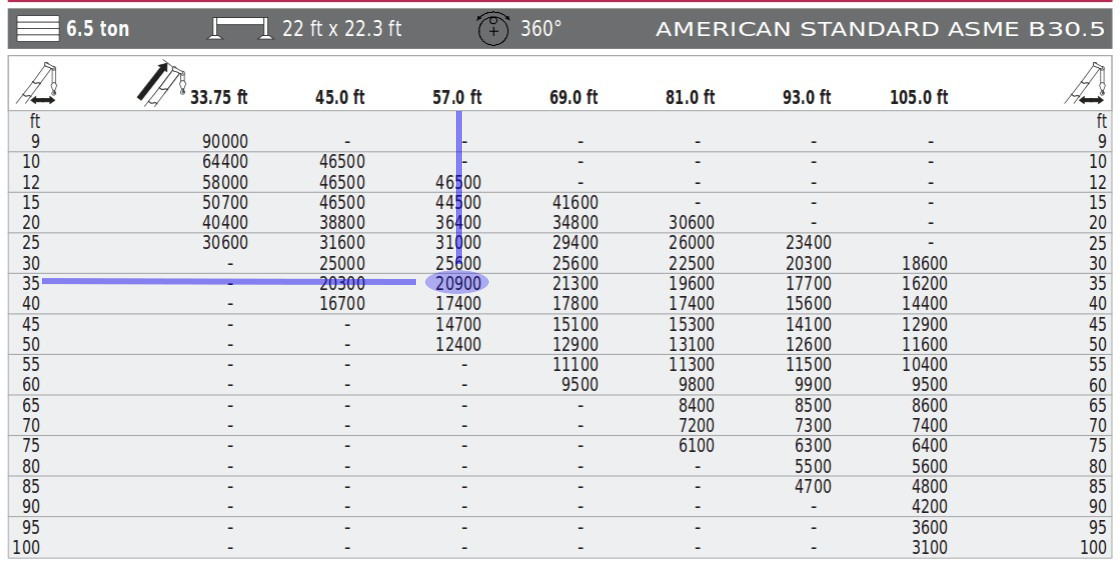 6.5 ton 22 ft x 22.3 ft 360° AMERICAN STANDARD ASME B30.5
33.75 ft 45.0 ft 57.0 ft 69.0 ft 81.0 ft 93.0 ft 105.0 ft
ft ft
9 90000 - - - - - - 9
10 64400 46500 - - - - - 10
12 58000 46500 46500 - - - - 12
15 50700 46500 44500 41600 - - - 15
20 40400 38800 36400 34800 30600 - - 20
25 30600 31600 31000 29400 26000 23400 - 25
30 - 25000 25600 25600 22500 20300 18600 30
35 - 20300 20900 21300 19600 17700 16200 35
40 - 16700 17400 17800 17400 15600 14400 40
45 - - 14700 15100 15300 14100 12900 45
50 - - 12400 12900 13100 12600 11600 50
55 - - - 11100 11300 11500 10400 55
60 - - - 9500 9800 9900 9500 60
65 - - - - 8400 8500 8600 65
70 - - - - 7200 7300 7400 70
75 - - - - 6100 6300 6400 75
80 - - - - - 5500 5600 80
85 - - - - - 4700 4800 85
90 - - - - - - 4200 90
95 - - - - - - 3600 95
100 - - - - - - 3100 100